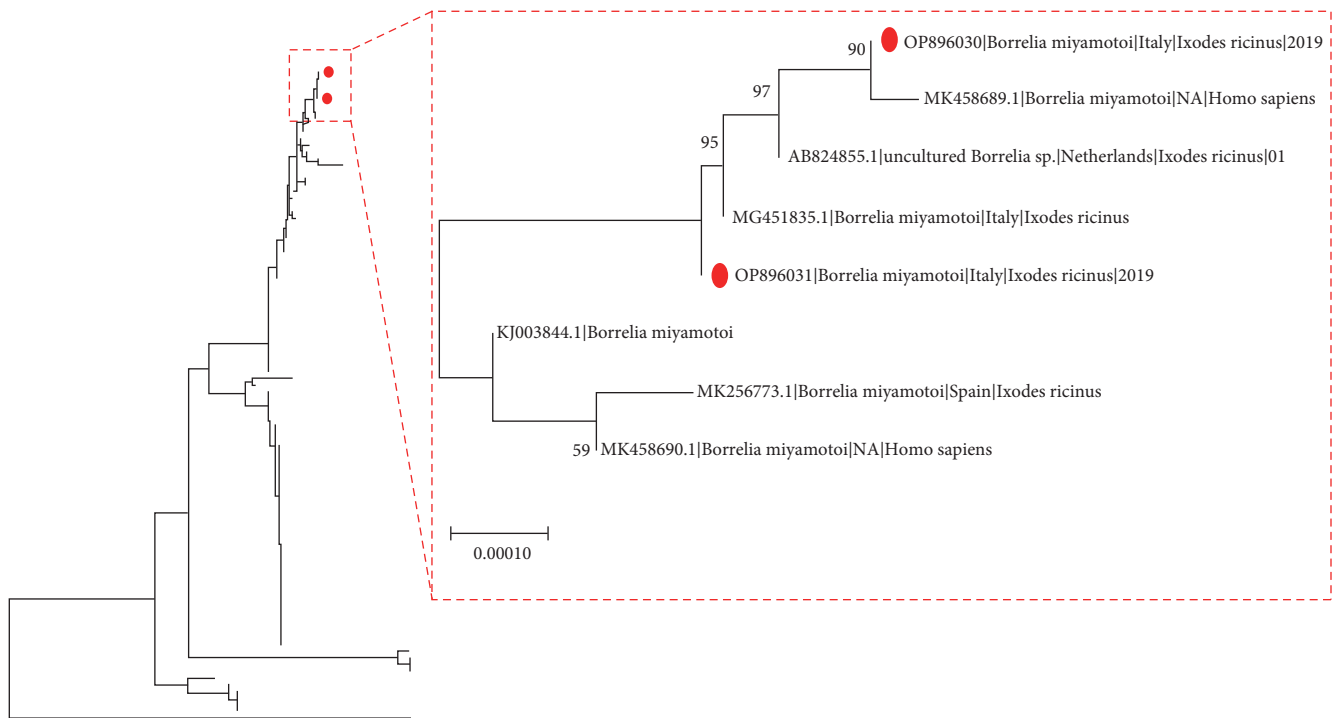 90
OP896030|Borrelia miyamotoi|Italy|Ixodes ricinus|2019
97
MK458689.1|Borrelia miyamotoi|NA|Homo sapiens
95
AB824855.1|uncultured Borrelia sp.|Netherlands|Ixodes ricinus|01
MG451835.1|Borrelia miyamotoi|Italy|Ixodes ricinus
OP896031|Borrelia miyamotoi|Italy|Ixodes ricinus|2019
KJ003844.1|Borrelia miyamotoi
MK256773.1|Borrelia miyamotoi|Spain|Ixodes ricinus
59 MK458690.1|Borrelia miyamotoi|NA|Homo sapiens
0.00010